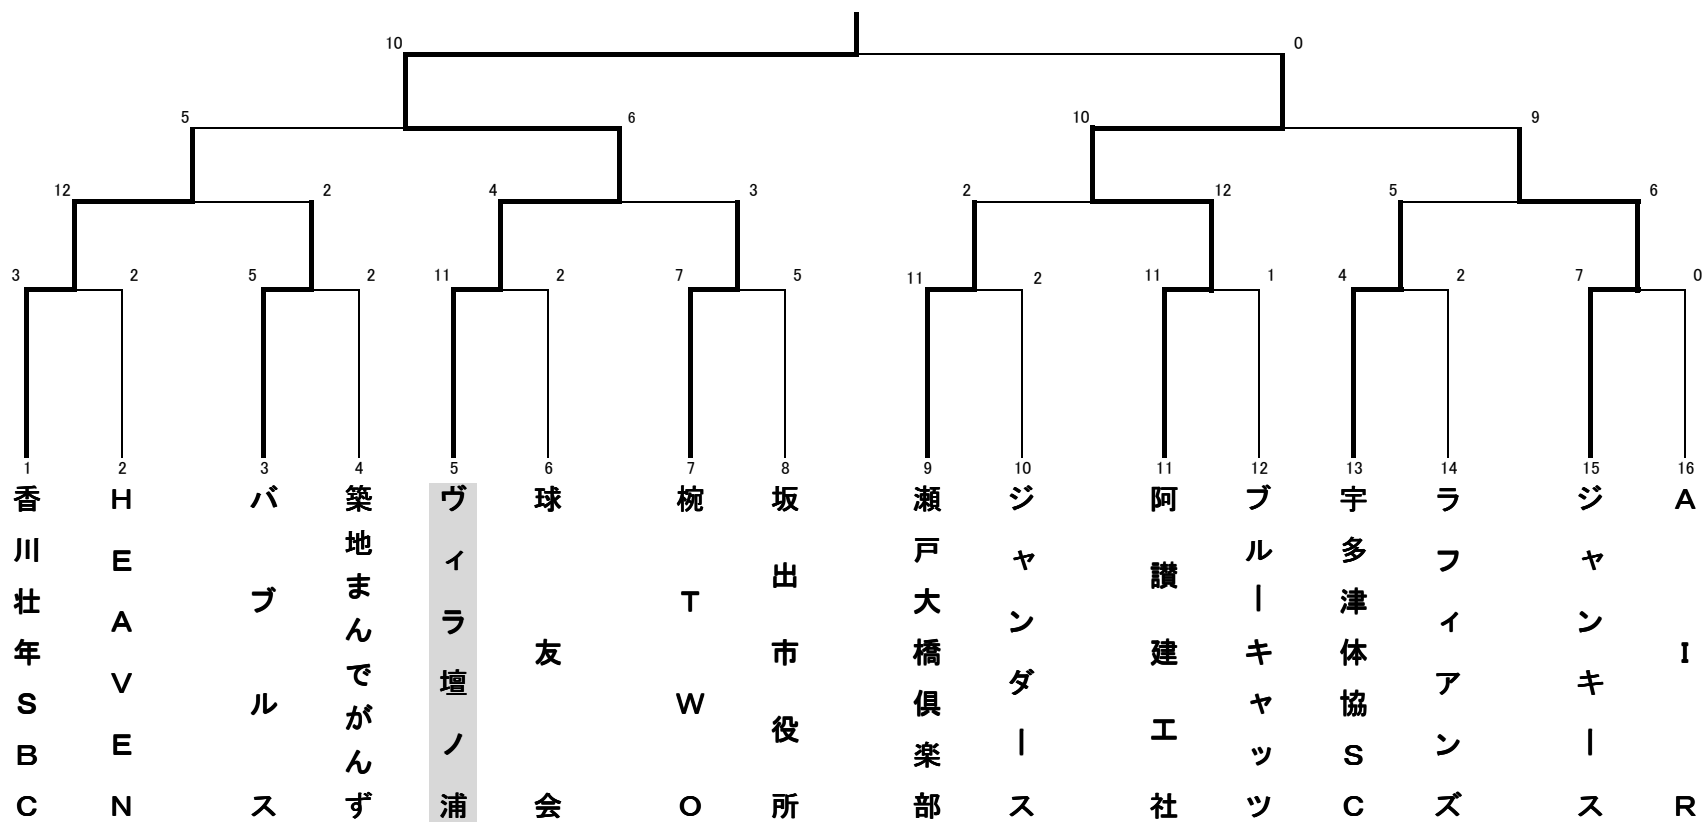 10 0
5 6 10 9
12 2 4 3 2 12 5 6
3 2 5 2 11 2 7 5 11 2 11 1 4 2 7 0
1 2 3 4 5 6 7 8 9 10 11 12 13 14 15 16
香川壮年SBC
HEAVEN
バブルス
築地まんでがんず
ヴィラ壇ノ浦
球友会
椀TWO
坂出市役所
瀬戸大橋倶楽部
ジャンダース
阿讃建工社
ブルーキャッツ
宇多津体協SC
ラフィアンズ
ジャンキース
AIR